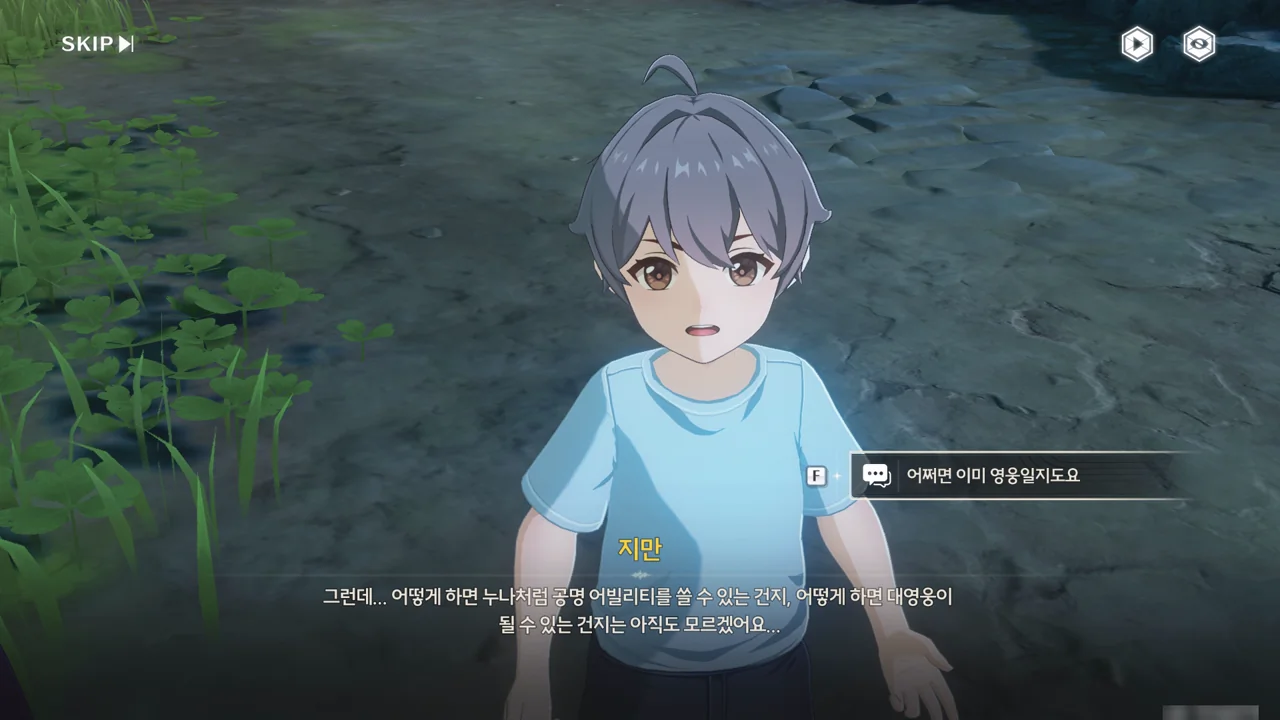 SKIP
F
어쩌면 이미 영웅일지도요
지만
그런데... 어떻게 하면 누나처럼 공명 어빌리티를 쓸 수 있는 건지, 어떻게 하면 대영웅이
될 수 있는 건지는 아직도 모르겠어요...